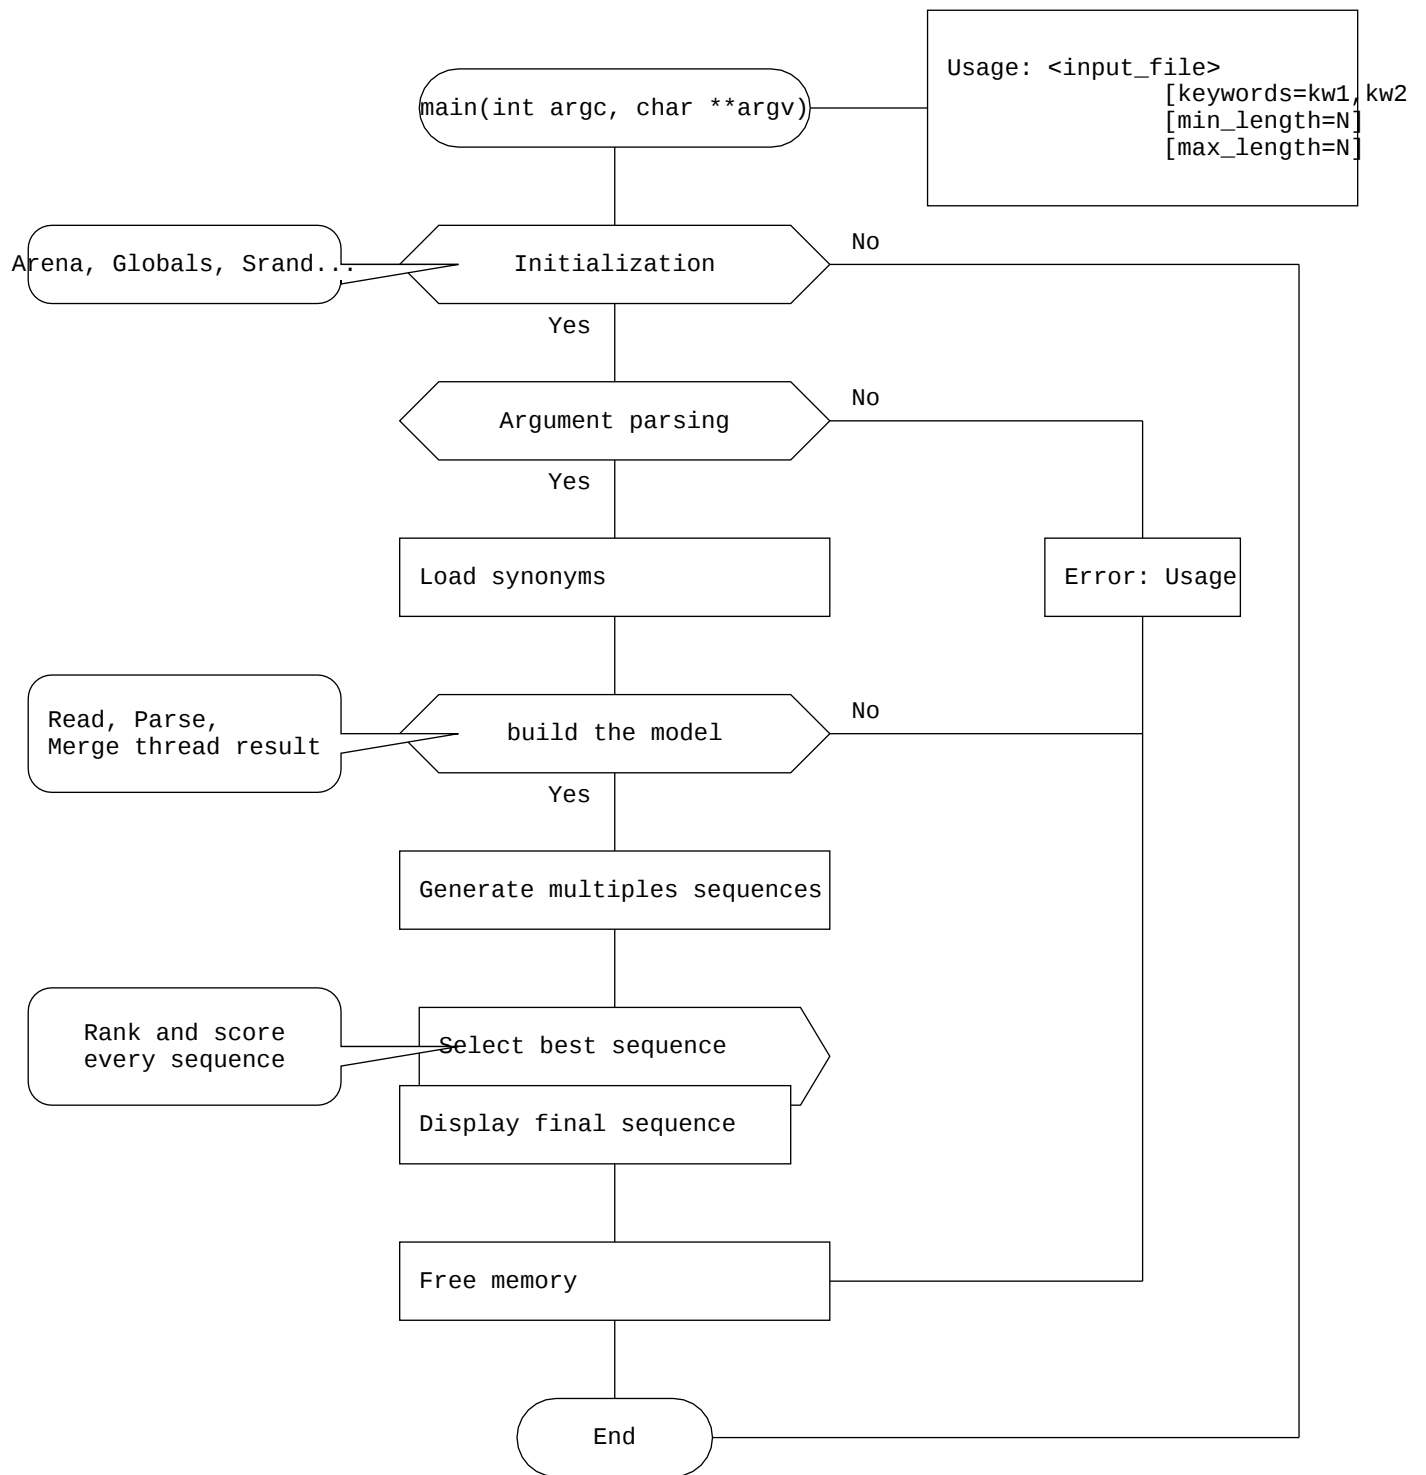 Usage: <input_file>
[keywords=kw1,kw2
[min_length=N]
[max_length=N]
main(int argc, char **argv)
No
Arena, Globals, Srand...
Initialization
Yes
No
Argument parsing
Yes
Load synonyms
Error: Usage
No
Read, Parse,
Merge thread result
build the model
Yes
Generate multiples sequences
Rank and score
every sequence
Select best sequence
Display final sequence
Free memory
End